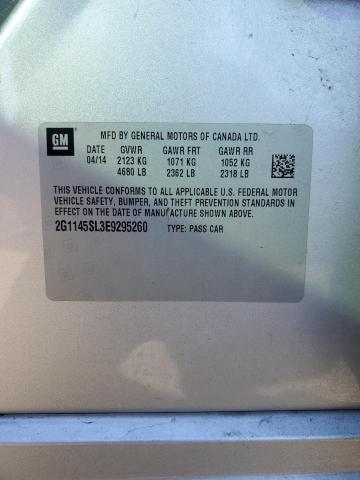 GM MFD BY GENERAL MOTORS OF CANADA LTD.
DATE GVWR GAWR FRT GAWR RR
04/14 2123 KG 1071 KG 1052 KG
4680 LB 2362 LB 2318 LB
THIS VEHICLE CONFORMS TO ALL APPLICABLE U.S. FEDERAL MOTOR
VEHICLE SAFETY, BUMPER, AND THEFT PREVENTION STANDARDS IN
EFFECT ON THE DATE OF MANUFACTURE SHOWN ABOVE.
2G1145SL3E9295260 TYPE: PASS CAR